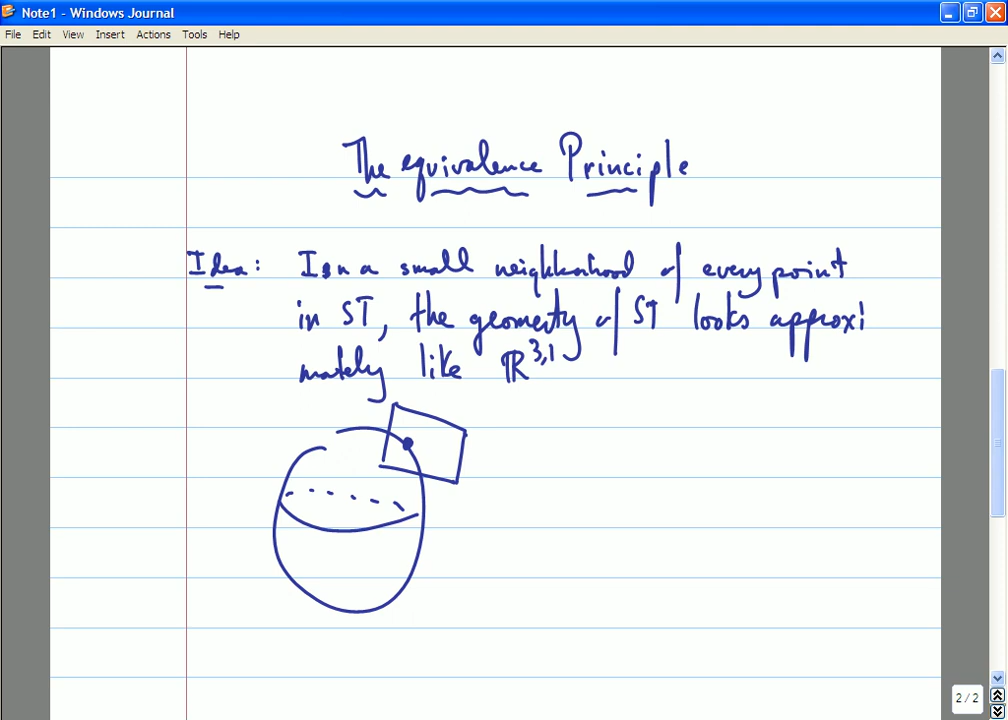 Note1 - Windows Journal
File Edit View Insert Actions Tools Help
The equivalence Principle
Idea: In a small neighborhood of every point
in ST, the geometry of ST looks approxi
mately like ℝ³,¹
2 / 2